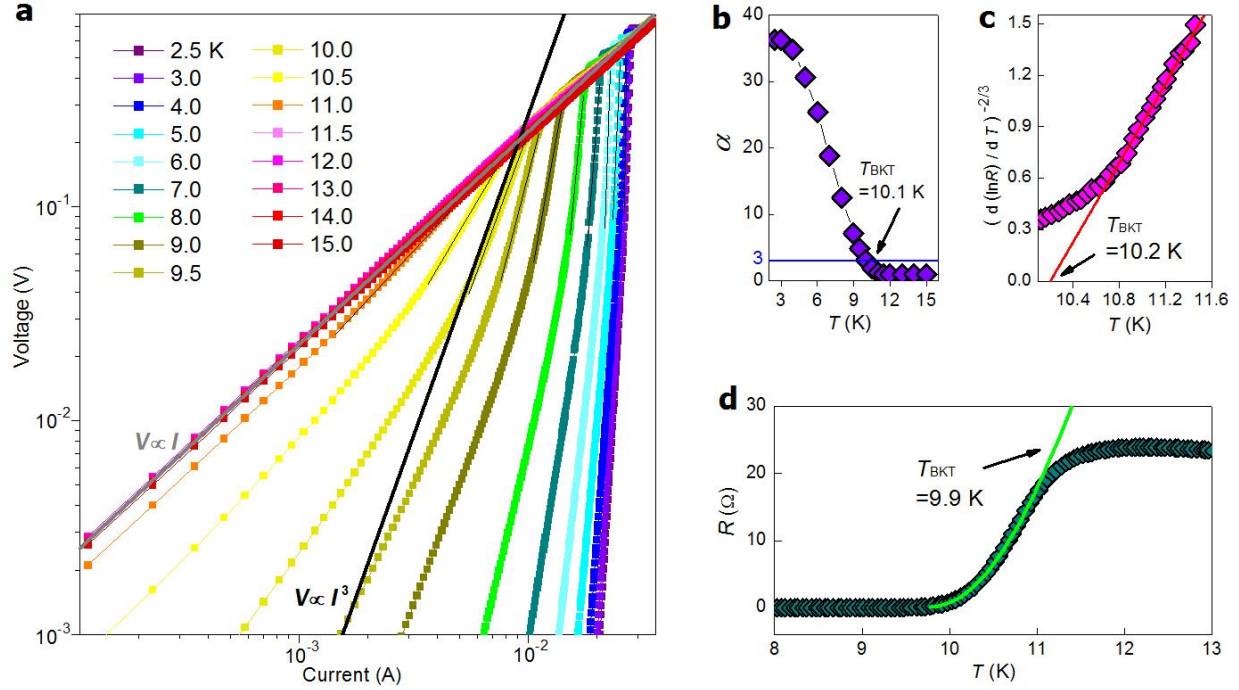 a
2.5 K
3.0
4.0
5.0
6.0
7.0
8.0
9.0
9.5
10.0
10.5
11.0
11.5
12.0
13.0
14.0
15.0
V∝ I
V∝ I³
10⁻¹
10⁻²
10⁻³
Voltage (V)
10⁻³
10⁻²
Current (A)
b
40
30
20
10
3
0
α
T BKT
=10.1 K
3
6
9
12
15
T (K)
c
1.5
1.2
0.9
0.6
0.3
0.0
( d (lnR) / d T )⁻²/³
T BKT
=10.2 K
10.4
10.8
11.2
11.6
T (K)
d
30
20
10
0
R (Ω)
T BKT
=9.9 K
8
9
10
11
12
13
T (K)